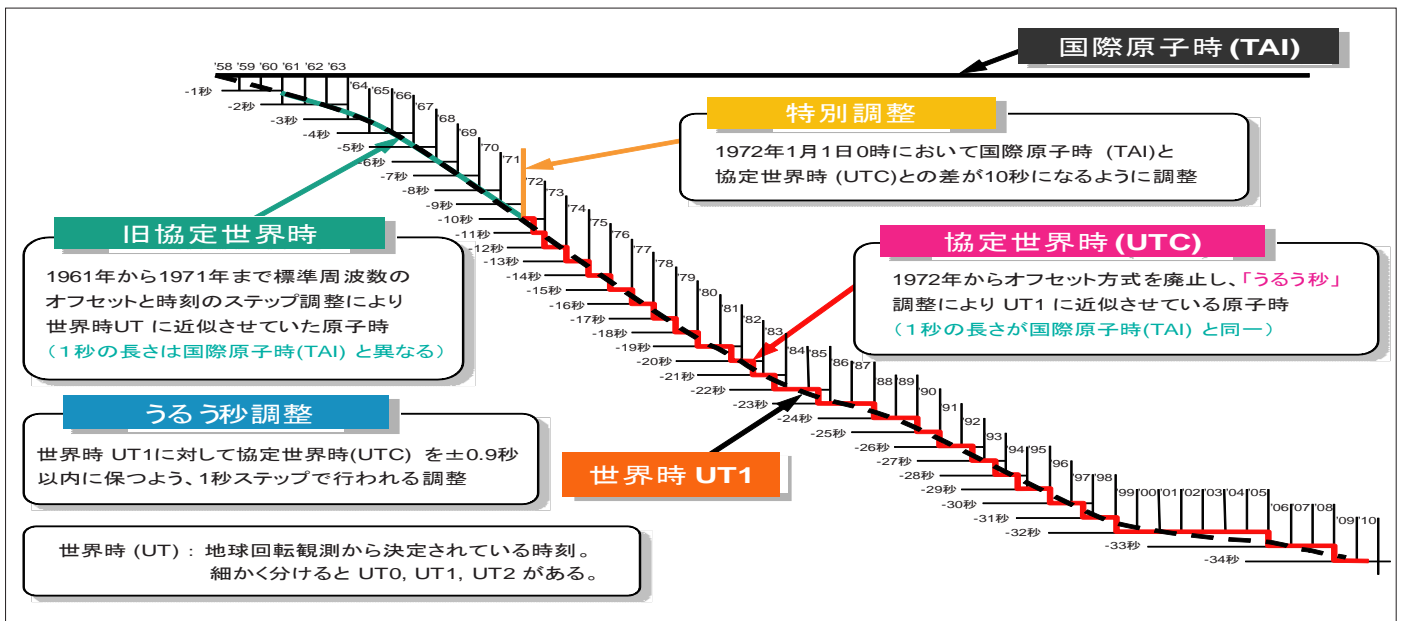 国際原子時 (TAI)
'58 '59 '60 '61 '62 '63
'64 '65 '66 '67 '68 '69 '70 '71 '72 '73 '74 '75 '76 '77 '78 '79 '80 '81 '82 '83 '84 '85 '86 '87 '88 '89 '90 '91 '92 '93 '94 '95 '96 '97 '98 '99 '00 '01 '02 '03 '04 '05 '06 '07 '08 '09 '10
-1秒
-2秒
-3秒
-4秒
-5秒
-6秒
-7秒
-8秒
-9秒
-10秒
-11秒
-12秒
-13秒
-14秒
-15秒
-16秒
-17秒
-18秒
-19秒
-20秒
-21秒
-22秒
-23秒
-24秒
-25秒
-26秒
-27秒
-28秒
-29秒
-30秒
-31秒
-32秒
-33秒
-34秒
特別調整
1972年1月1日0時において国際原子時 (TAI)と
協定世界時 (UTC)との差が10秒になるように調整
旧協定世界時
1961年から1971年まで標準周波数の
オフセットと時刻のステップ調整により
世界時UT に近似させていた原子時
(1秒の長さは国際原子時(TAI) と異なる)
協定世界時 (UTC)
1972年からオフセット方式を廃止し、「うるう秒」
調整により UT1 に近似させている原子時
(1秒の長さが国際原子時(TAI) と同一)
うるう秒調整
世界時 UT1に対して協定世界時(UTC) を±0.9秒
以内に保つよう、1秒ステップで行われる調整
世界時 UT1
世界時 (UT) : 地球回転観測から決定されている時刻。
細かく分けると UT0, UT1, UT2 がある。